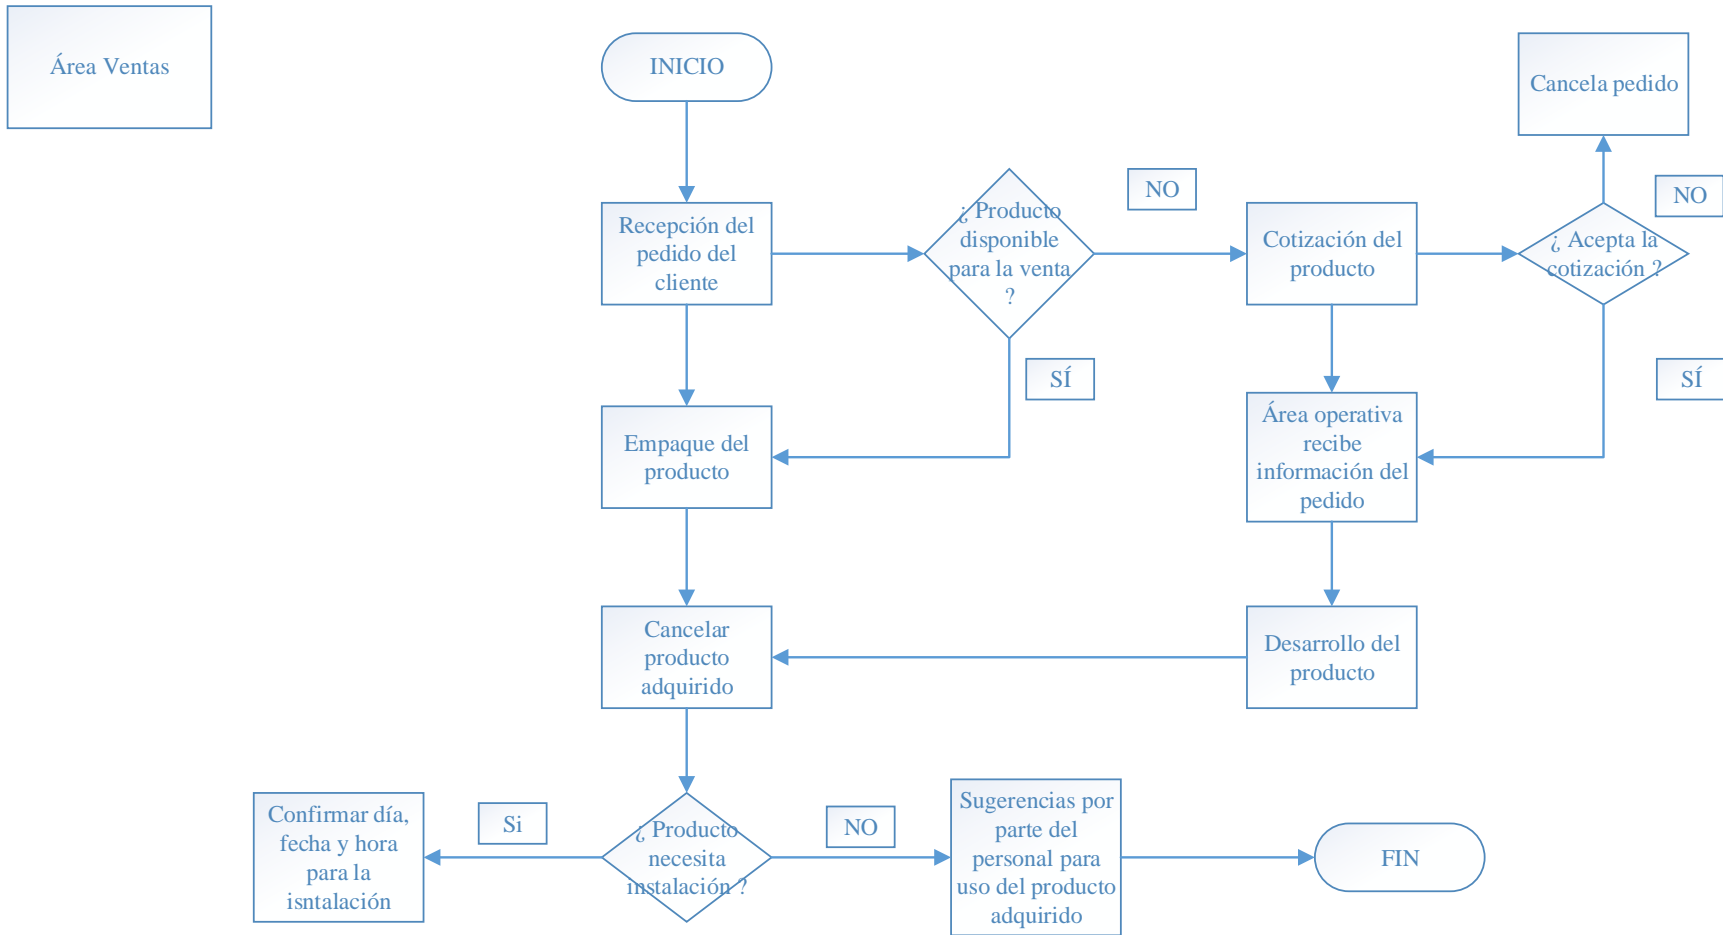 Área Ventas
INICIO
Cancela pedido
Recepción del
pedido del
cliente
¿ Producto
disponible
para la venta
?
NO
Cotización del
producto
¿ Acepta la
cotización ?
NO
SÍ
SÍ
Empaque del
producto
Área operativa
recibe
información del
pedido
Cancelar
producto
adquirido
Desarrollo del
producto
Confirmar día,
fecha y hora
para la
isntalación
Si
¿ Producto
necesita
instalación ?
NO
Sugerencias por
parte del
personal para
uso del producto
adquirido
FIN